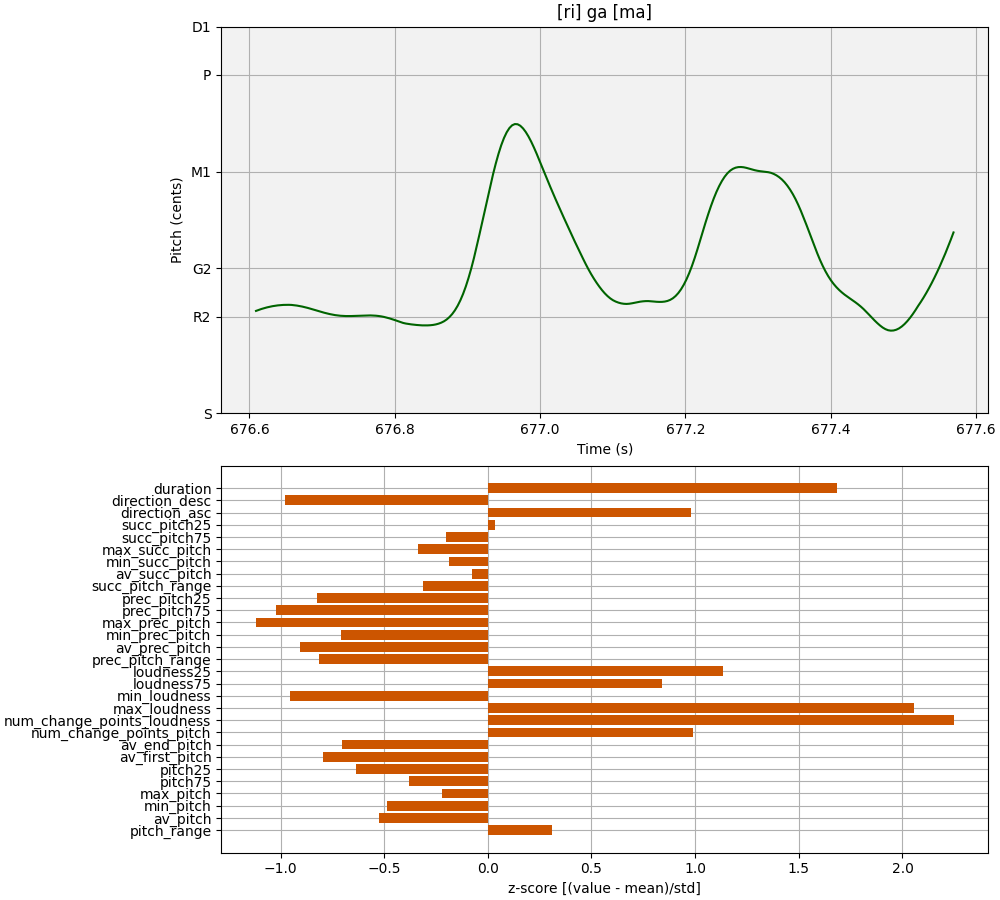 [ri] ga [ma]
D1
P
M1
G2
R2
S
Pitch (cents)
676.6 676.8 677.0 677.2 677.4 677.6
Time (s)
duration
direction_desc
direction_asc
succ_pitch25
succ_pitch75
max_succ_pitch
min_succ_pitch
av_succ_pitch
succ_pitch_range
prec_pitch25
prec_pitch75
max_prec_pitch
min_prec_pitch
av_prec_pitch
prec_pitch_range
loudness25
loudness75
min_loudness
max_loudness
num_change_points_loudness
num_change_points_pitch
av_end_pitch
av_first_pitch
pitch25
pitch75
max_pitch
min_pitch
av_pitch
pitch_range
−1.0 −0.5 0.0 0.5 1.0 1.5 2.0
z-score [(value - mean)/std]